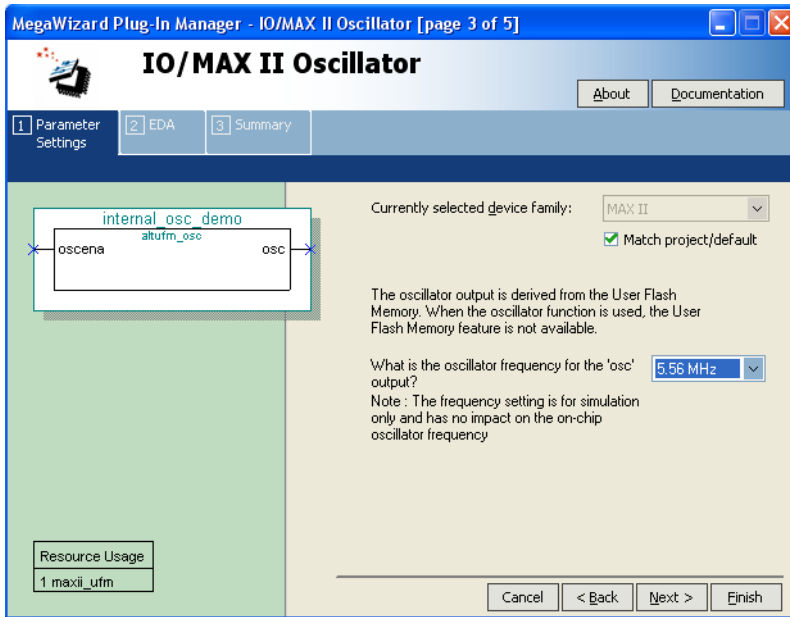 MegaWizard Plug-In Manager - IO/MAX II Oscillator [page 3 of 5]
IO/MAX II Oscillator
About
Documentation
1 Parameter Settings
2 EDA
3 Summary
internal_osc_demo
altufm_osc
oscena
osc
Currently selected device family:
MAX II
Match project/default
The oscillator output is derived from the User Flash
Memory. When the oscillator function is used, the User
Flash Memory feature is not available.
What is the oscillator frequency for the 'osc'
output?
5.56 MHz
Note : The frequency setting is for simulation
only and has no impact on the on-chip
oscillator frequency
Resource Usage
1 maxii_ufm
Cancel
< Back
Next >
Finish